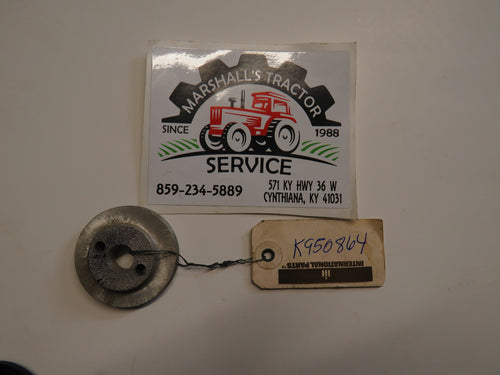 MARSHALL'S TRACTOR
SINCE 1988
SERVICE
859-234-5889
571 KY HWY 36 W
CYNTHIANA, KY 41031
K950864
INTERNATIONAL PARTS